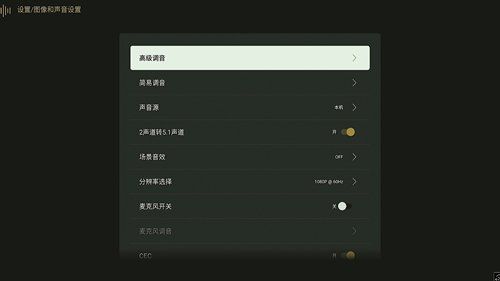 设置/图像和声音设置
高级调音
简易调音
声音源 本机
2声道转5.1声道 开
场景音效 OFF
分辨率选择 1080P @ 60Hz
麦克风开关 关
麦克风调音
CEC 开